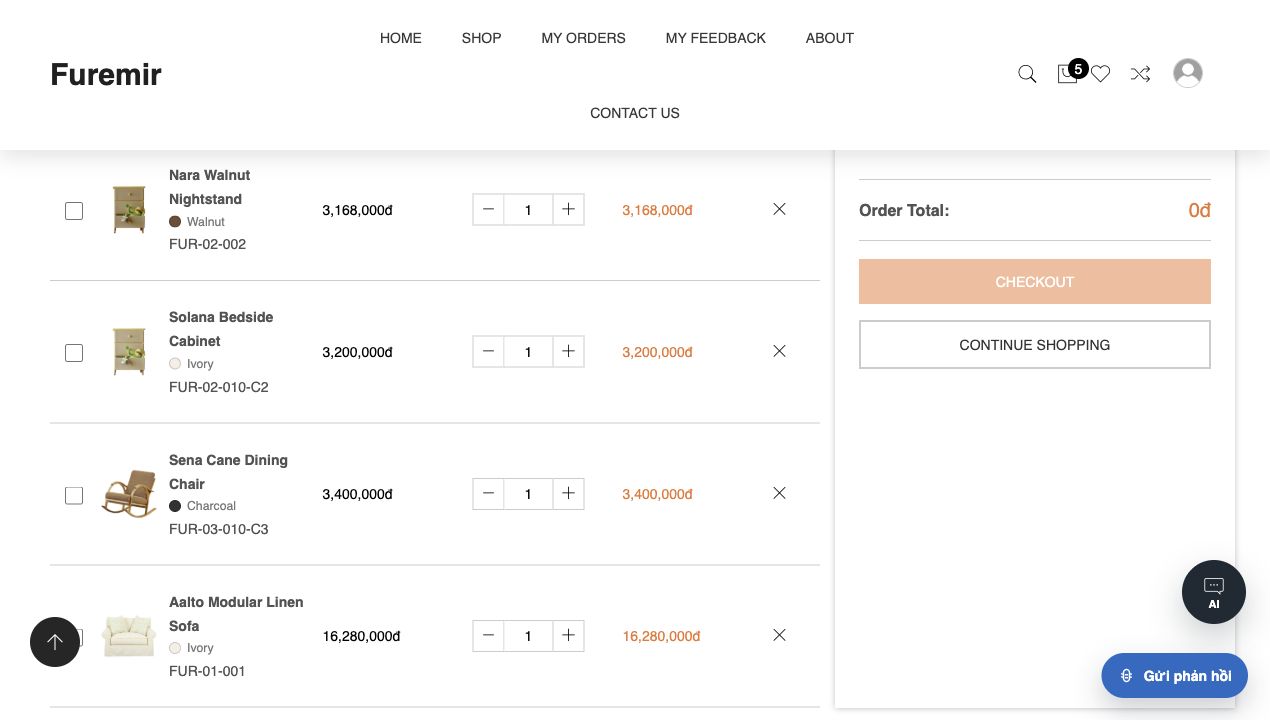 HOME
SHOP
MY ORDERS
MY FEEDBACK
ABOUT
Furemir
5
CONTACT US
Nara Walnut
Nightstand
Walnut
FUR-02-002
3,168,000đ
1
3,168,000đ
Solana Bedside
Cabinet
Ivory
FUR-02-010-C2
3,200,000đ
1
3,200,000đ
Sena Cane Dining
Chair
Charcoal
FUR-03-010-C3
3,400,000đ
1
3,400,000đ
Aalto Modular Linen
Sofa
Ivory
FUR-01-001
16,280,000đ
1
16,280,000đ
Order Total:
0đ
CHECKOUT
CONTINUE SHOPPING
AI
Gửi phản hồi